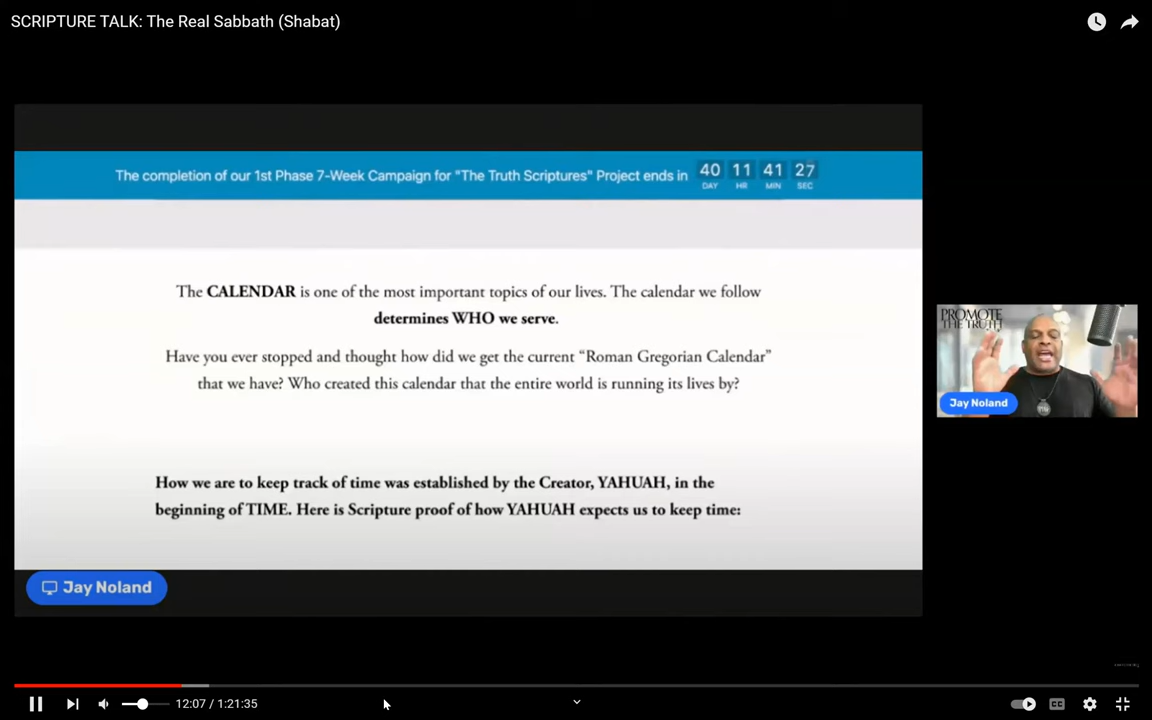 SCRIPTURE TALK: The Real Sabbath (Shabat)
The completion of our 1st Phase 7-Week Campaign for "The Truth Scriptures" Project ends in
40 11 41 27
DAY HR MIN SEC
The CALENDAR is one of the most important topics of our lives. The calendar we follow
determines WHO we serve.
Have you ever stopped and thought how did we get the current “Roman Gregorian Calendar”
that we have? Who created this calendar that the entire world is running its lives by?
PROMOTE
THE TRUTH
Jay Noland
How we are to keep track of time was established by the Creator, YAHUAH, in the
beginning of TIME. Here is Scripture proof of how YAHUAH expects us to keep time:
Jay Noland
12:07 / 1:21:35
CC